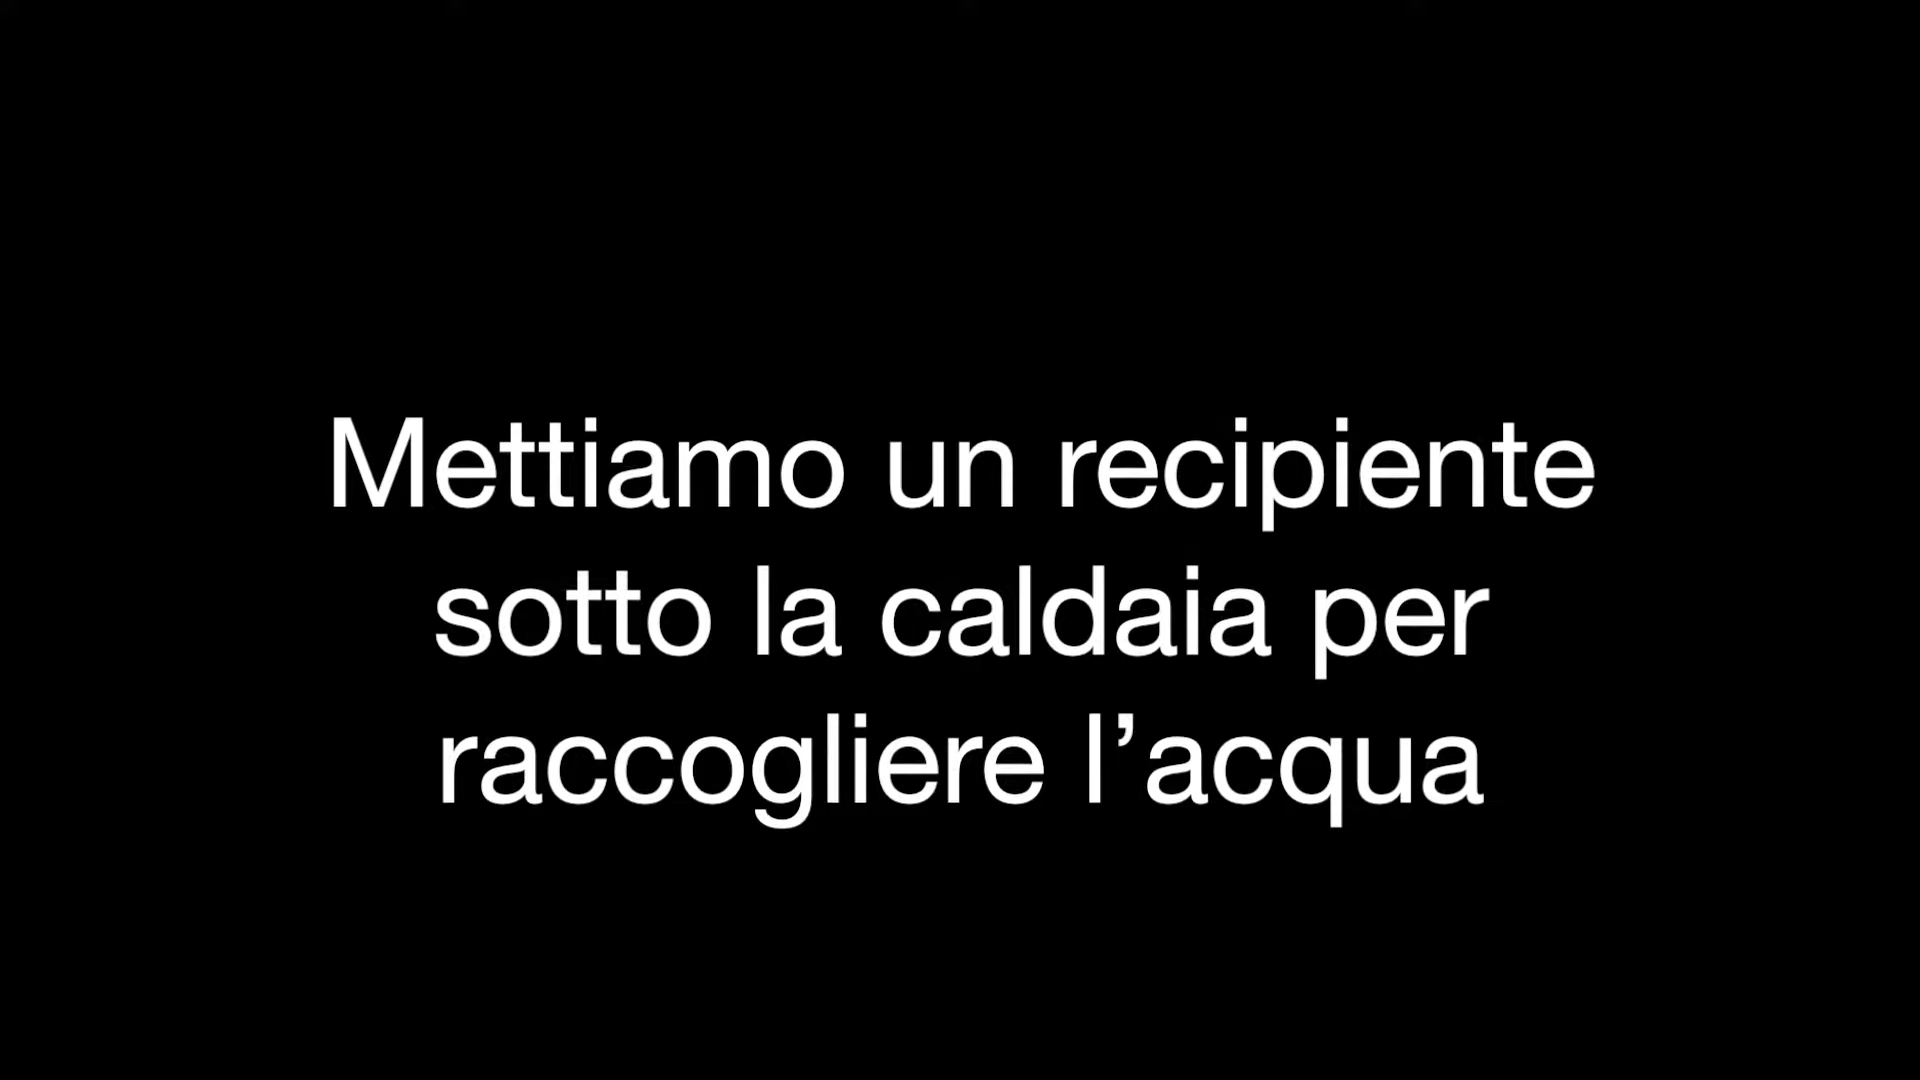 Mettiamo un recipiente
sotto la caldaia per
raccogliere l’acqua